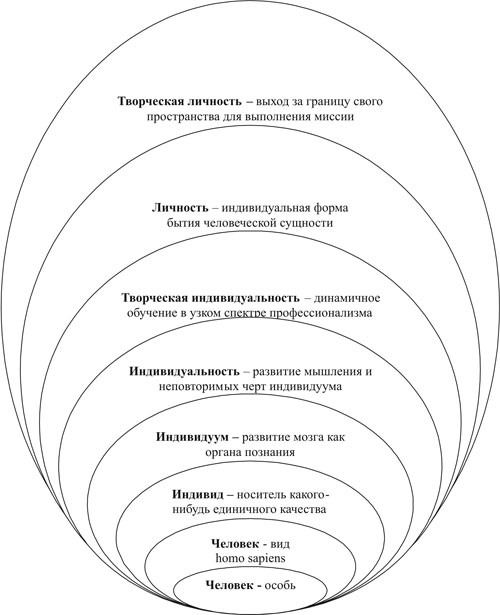 Творческая личность – выход за границу свого
пространства для выполнения миссии
Личность – индивидуальная форма
бытия человеческой сущности
Творческая индивидуальность – динамичное
обучение в узком спектре профессионализма
Индивидуальность – развитие мышления и
неповторимых черт индивидуума
Индивидуум – развитие мозга как
органа познания
Индивид – носитель какого-
нибудь единичного качества
Человек - вид
homo sapiens
Человек - особь